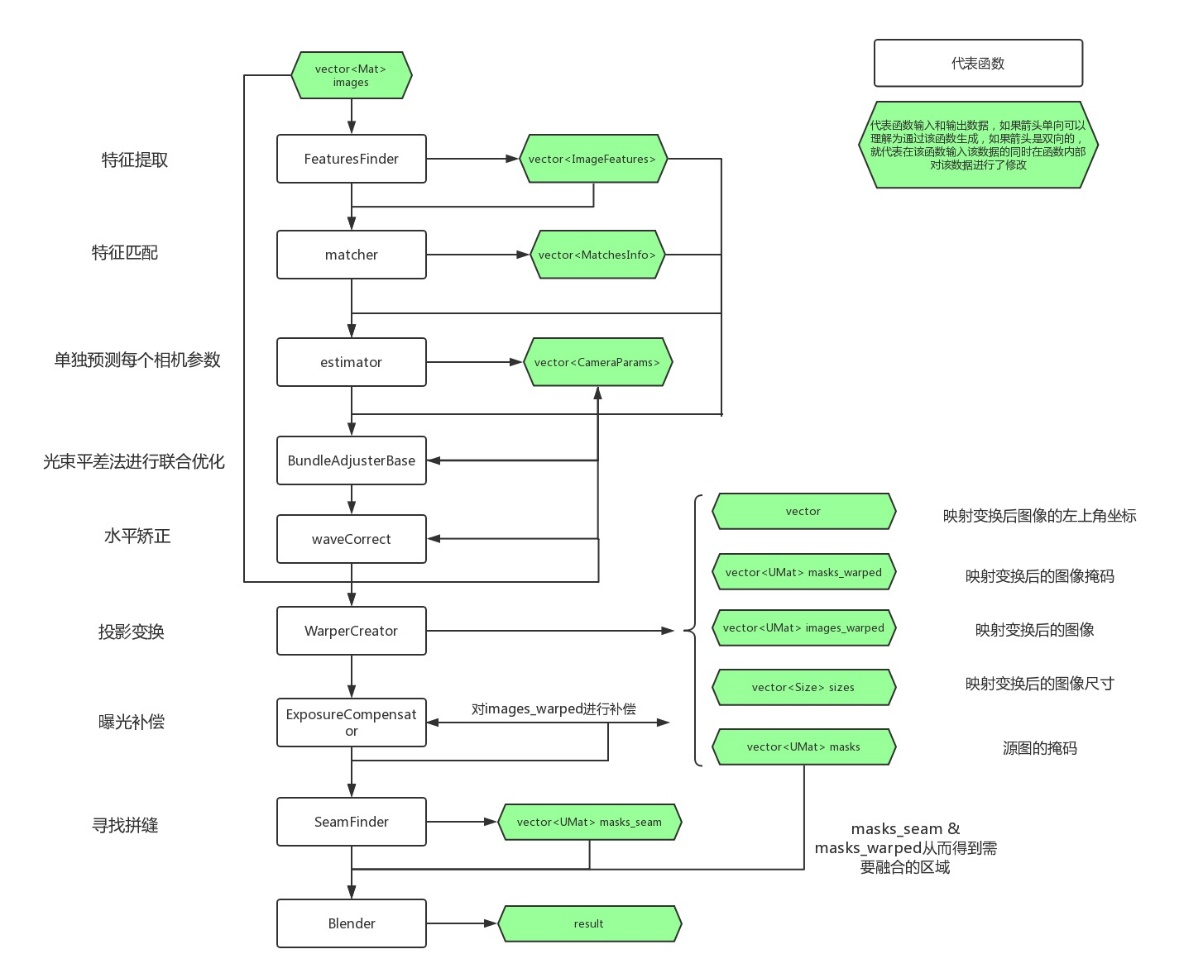 vector<Mat>
images
代表函数
代表函数输入和输出数据，如果箭头单向可以
理解为通过该函数生成，如果箭头是双向的，
就代表在该函数输入该数据的同时在函数内部
对该数据进行了修改
特征提取
FeaturesFinder
vector<ImageFeatures>
特征匹配
matcher
vector<MatchesInfo>
单独预测每个相机参数
estimator
vector<CameraParams>
光束平差法进行联合优化
BundleAdjusterBase
水平矫正
waveCorrect
vector
映射变换后图像的左上角坐标
vector<UMat> masks_warped
映射变换后的图像掩码
投影变换
WarperCreator
vector<UMat> images_warped
映射变换后的图像
vector<Size> sizes
映射变换后的图像尺寸
曝光补偿
ExposureCompensat
or
对images_warped进行补偿
vector<UMat> masks
源图的掩码
寻找拼缝
SeamFinder
vector<UMat> masks_seam
masks_seam &
masks_warped从而得到需
要融合的区域
Blender
result